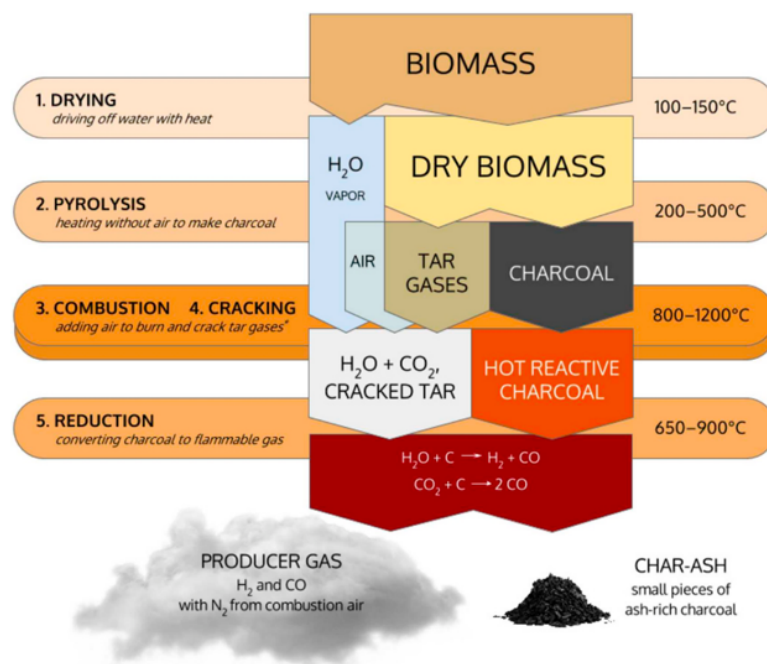 BIOMASS
1. DRYING
driving off water with heat
100–150°C
H₂O
VAPOR
DRY BIOMASS
2. PYROLYSIS
heating without air to make charcoal
200–500°C
AIR
TAR
GASES
CHARCOAL
3. COMBUSTION 4. CRACKING
adding air to burn and crack tar gases*
800–1200°C
H₂O + CO₂,
CRACKED TAR
HOT REACTIVE
CHARCOAL
5. REDUCTION
converting charcoal to flammable gas
650–900°C
H₂O + C → H₂ + CO
CO₂ + C → 2 CO
PRODUCER GAS
H₂ and CO
with N₂ from combustion air
CHAR-ASH
small pieces of
ash-rich charcoal